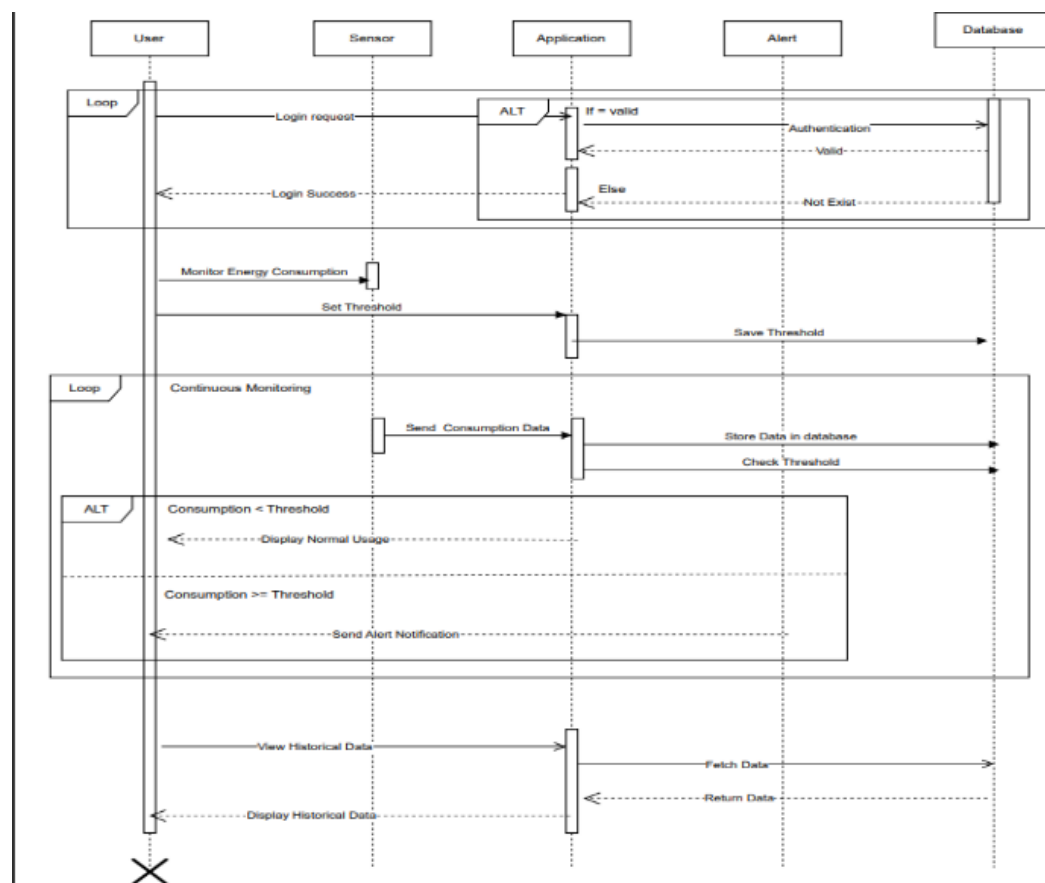 User
Sensor
Application
Alert
Database
Loop
ALT
If = valid
Login request
Authentication
Valid
Else
Login Success
Not Exist
Monitor Energy Consumption
Set Threshold
Save Threshold
Loop
Continuous Monitoring
Send Consumption Data
Store Data in database
Check Threshold
ALT
Consumption < Threshold
Display Normal Usage
Consumption >= Threshold
Send Alert Notification
View Historical Data
Fetch Data
Return Data
Display Historical Data